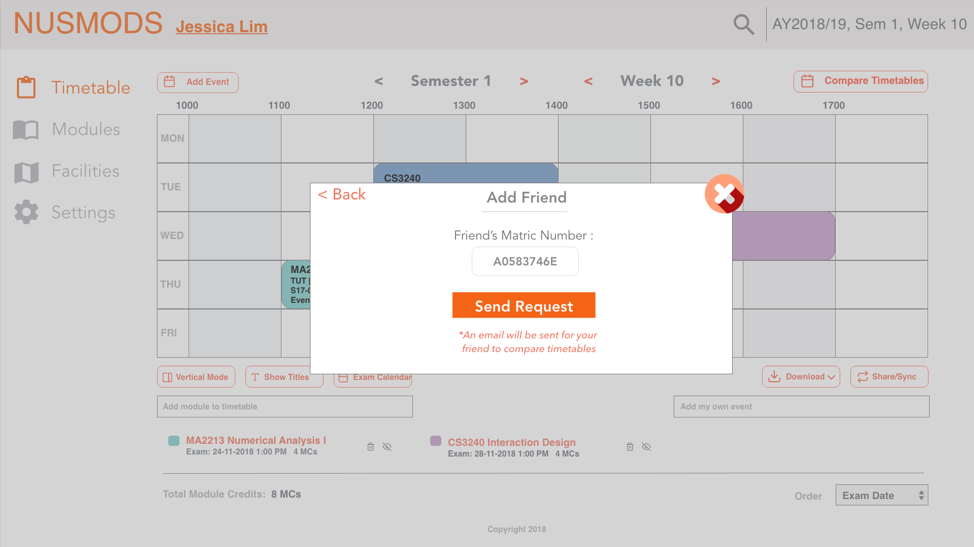 NUSMODS Jessica Lim
AY2018/19, Sem 1, Week 10
Timetable
Modules
Facilities
Settings
Add Event
< Semester 1 >
< Week 10 >
Compare Timetables
1000 1100 1200 1300 1400 1500 1600 1700
MON
TUE
CS3240
WED
THU
MA2
TUT |
S17-0
Even
FRI
< Back
Add Friend
Friend's Matric Number :
A0583746E
Send Request
*An email will be sent for your
friend to compare timetables
Vertical Mode
Show Titles
Exam Calendar
Download
Share/Sync
Add module to timetable
Add my own event
MA2213 Numerical Analysis I
Exam: 24-11-2018 1:00 PM 4 MCs
CS3240 Interaction Design
Exam: 28-11-2018 1:00 PM 4 MCs
Total Module Credits: 8 MCs
Order
Exam Date
Copyright 2018